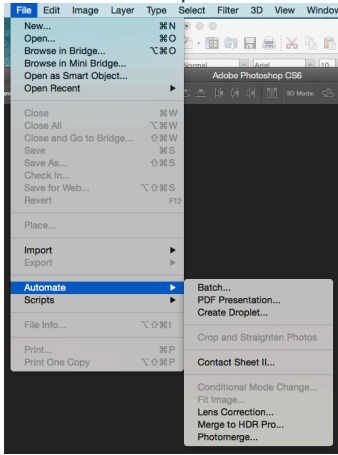 File Edit Image Layer Type Select Filter 3D View Window
New... ⌘N
Open... ⌘O
Browse in Bridge... ⌥⌘O
Browse in Mini Bridge...
Normal Arial 10
Open as Smart Object...
Adobe Photoshop CS6
Open Recent
3D Mode:
Close ⌘W
Close All ⌥⌘W
Close and Go to Bridge... ⇧⌘W
Save ⌘S
Save As... ⇧⌘S
Check In...
Save for Web... ⌥⇧⌘S
Revert F12
Place...
Import
Export
Automate
Scripts
File Info... ⌥⇧⌘I
Print... ⌘P
Print One Copy ⌥⇧⌘P
Batch...
PDF Presentation...
Create Droplet...
Crop and Straighten Photos
Contact Sheet II...
Conditional Mode Change...
Fit Image...
Lens Correction...
Merge to HDR Pro...
Photomerge...